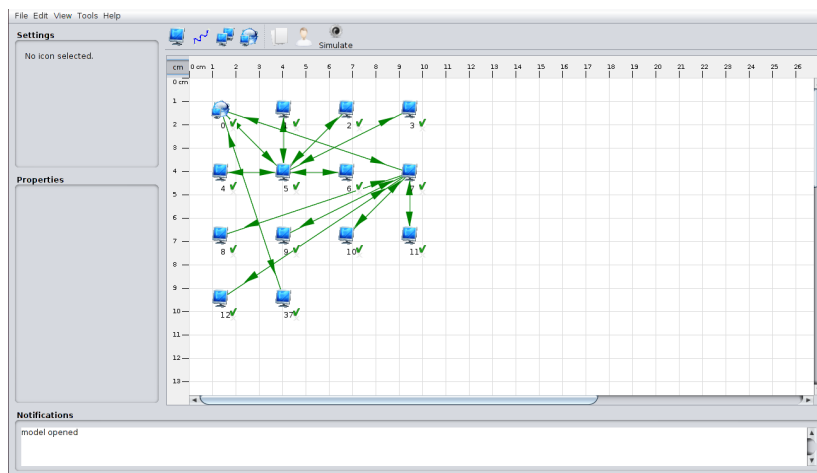 File Edit View Tools Help
Settings
No icon selected.
Simulate
cm 0 cm 1 2 3 4 5 6 7 8 9 10 11 12 13 14 15 16 17 18 19 20 21 22 23 24 25 26
0 cm
1
2
3
4
5
6
7
8
9
10
11
12
13
0 1 2 3
4 5 6 7
8 9 10 11
12 37
Properties
Notifications
model opened